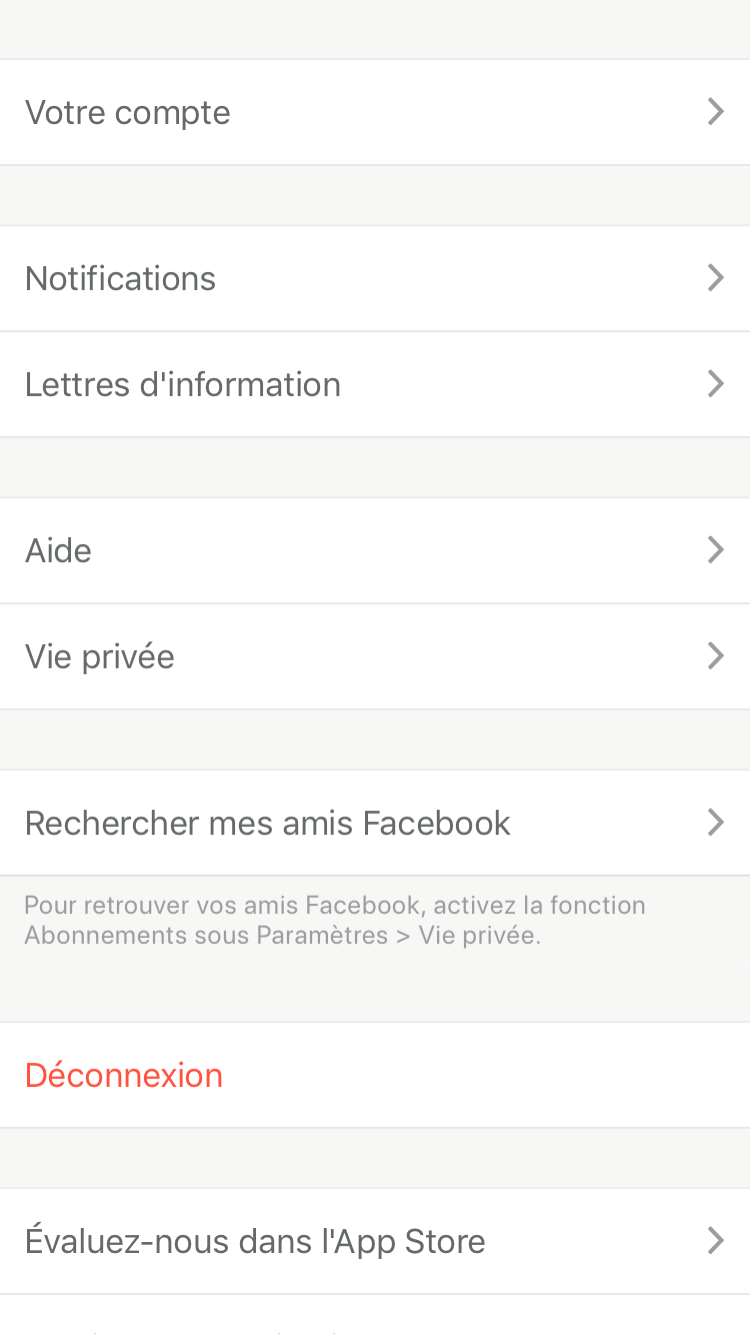 Votre compte
Notifications
Lettres d'information
Aide
Vie privée
Rechercher mes amis Facebook
Pour retrouver vos amis Facebook, activez la fonction
Abonnements sous Paramètres > Vie privée.
Déconnexion
Évaluez-nous dans l'App Store